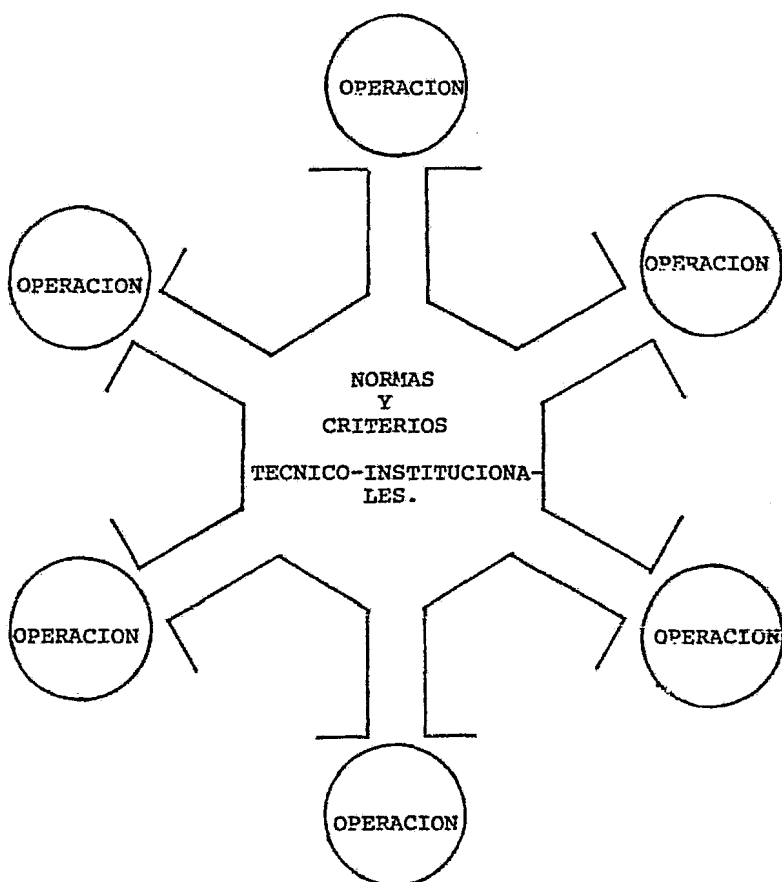 OPERACION
OPERACION
OPERACION
NORMAS
Y
CRITERIOS
TECNICO-INSTITUCIONA-
LES.
OPERACION
OPERACION
OPERACION